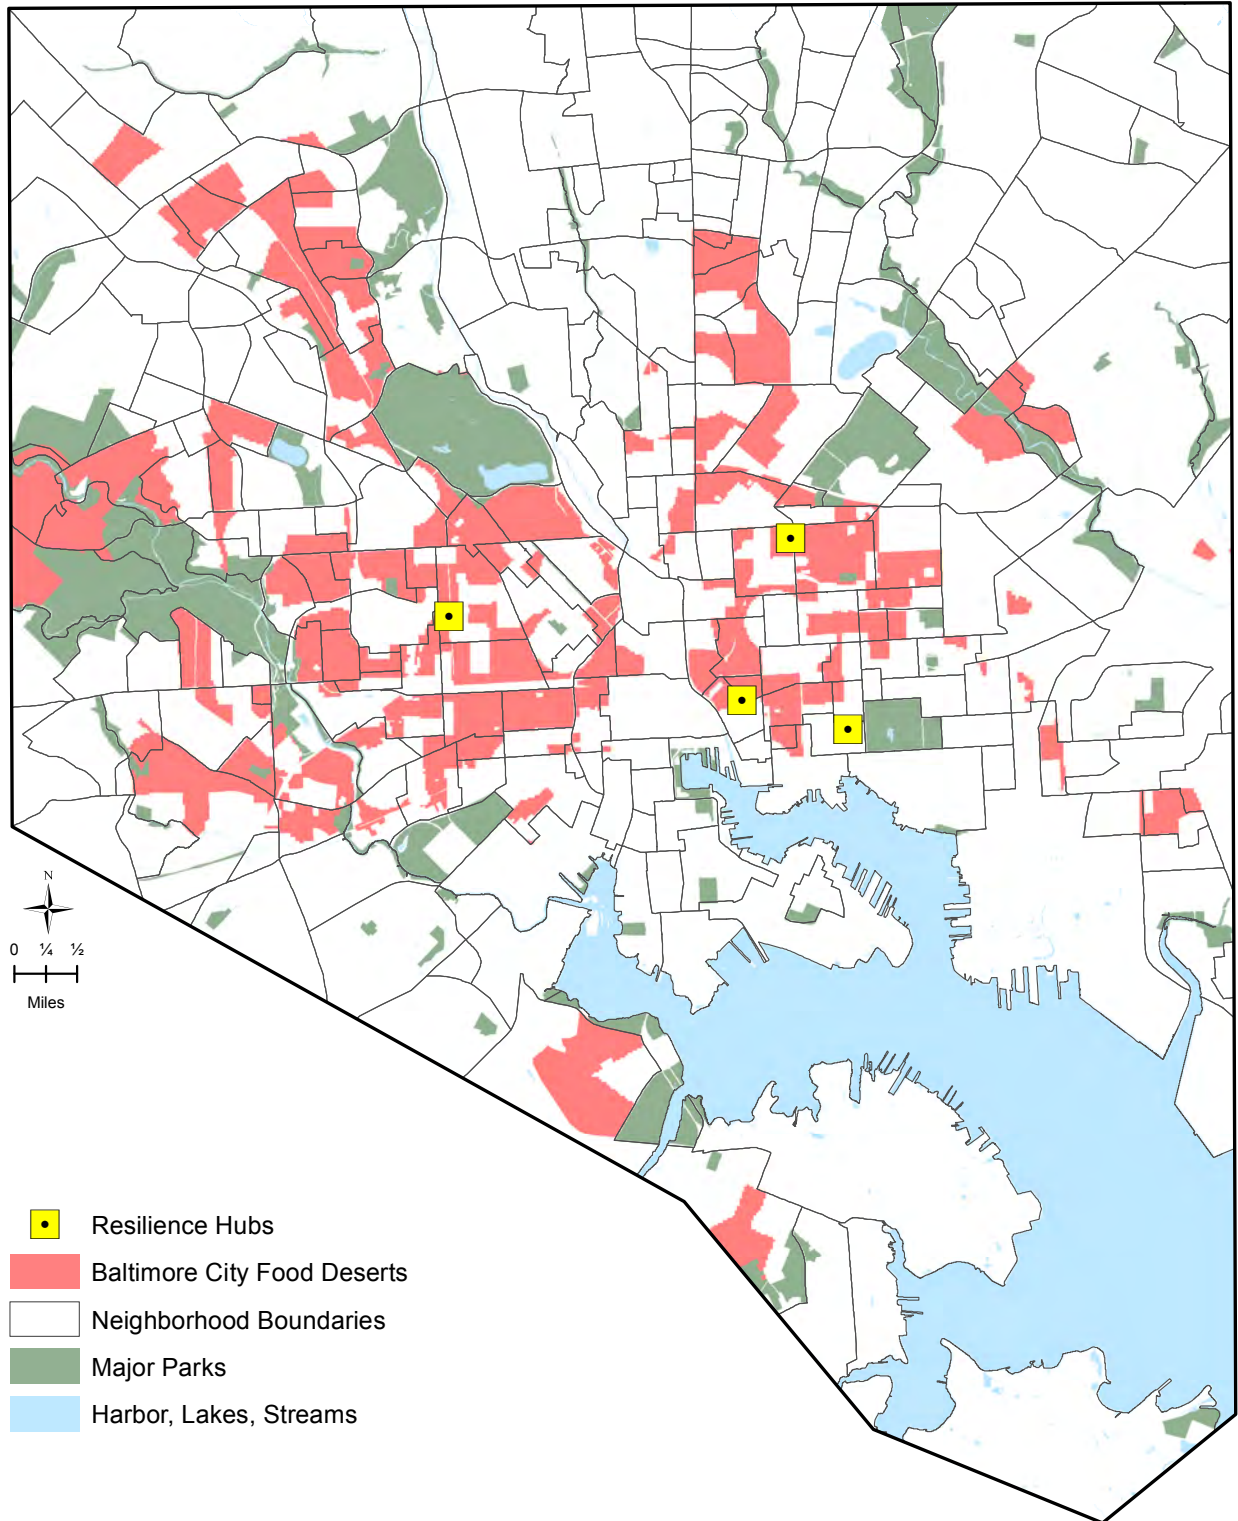 N
0 ¼ ½
Miles
Resilience Hubs
Baltimore City Food Deserts
Neighborhood Boundaries
Major Parks
Harbor, Lakes, Streams